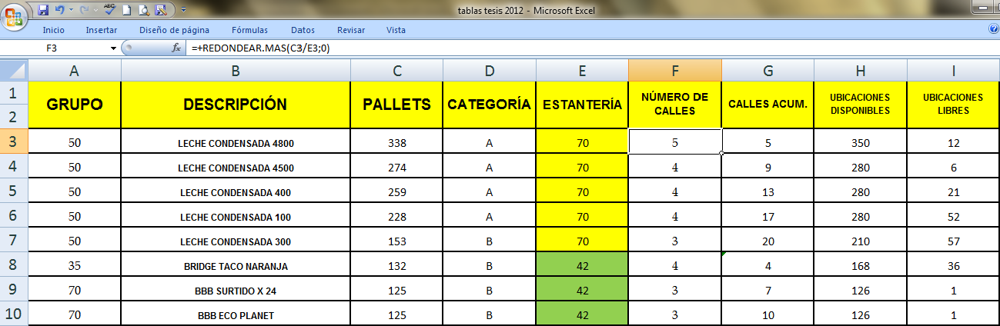 tablas tesis 2012 - Microsoft Excel
Inicio Insertar Diseño de página Fórmulas Datos Revisar Vista
F3 fx =+REDONDEAR.MAS(C3/E3;0)
A B C D E F G H I
1
2
GRUPO DESCRIPCIÓN PALLETS CATEGORÍA ESTANTERÍA NÚMERO DE CALLES CALLES ACUM. UBICACIONES DISPONIBLES UBICACIONES LIBRES
3 50 LECHE CONDENSADA 4800 338 A 70 5 5 350 12
4 50 LECHE CONDENSADA 4500 274 A 70 4 9 280 6
5 50 LECHE CONDENSADA 400 259 A 70 4 13 280 21
6 50 LECHE CONDENSADA 100 228 A 70 4 17 280 52
7 50 LECHE CONDENSADA 300 153 B 70 3 20 210 57
8 35 BRIDGE TACO NARANJA 132 B 42 4 4 168 36
9 70 BBB SURTIDO X 24 125 B 42 3 7 126 1
10 70 BBB ECO PLANET 125 B 42 3 10 126 1